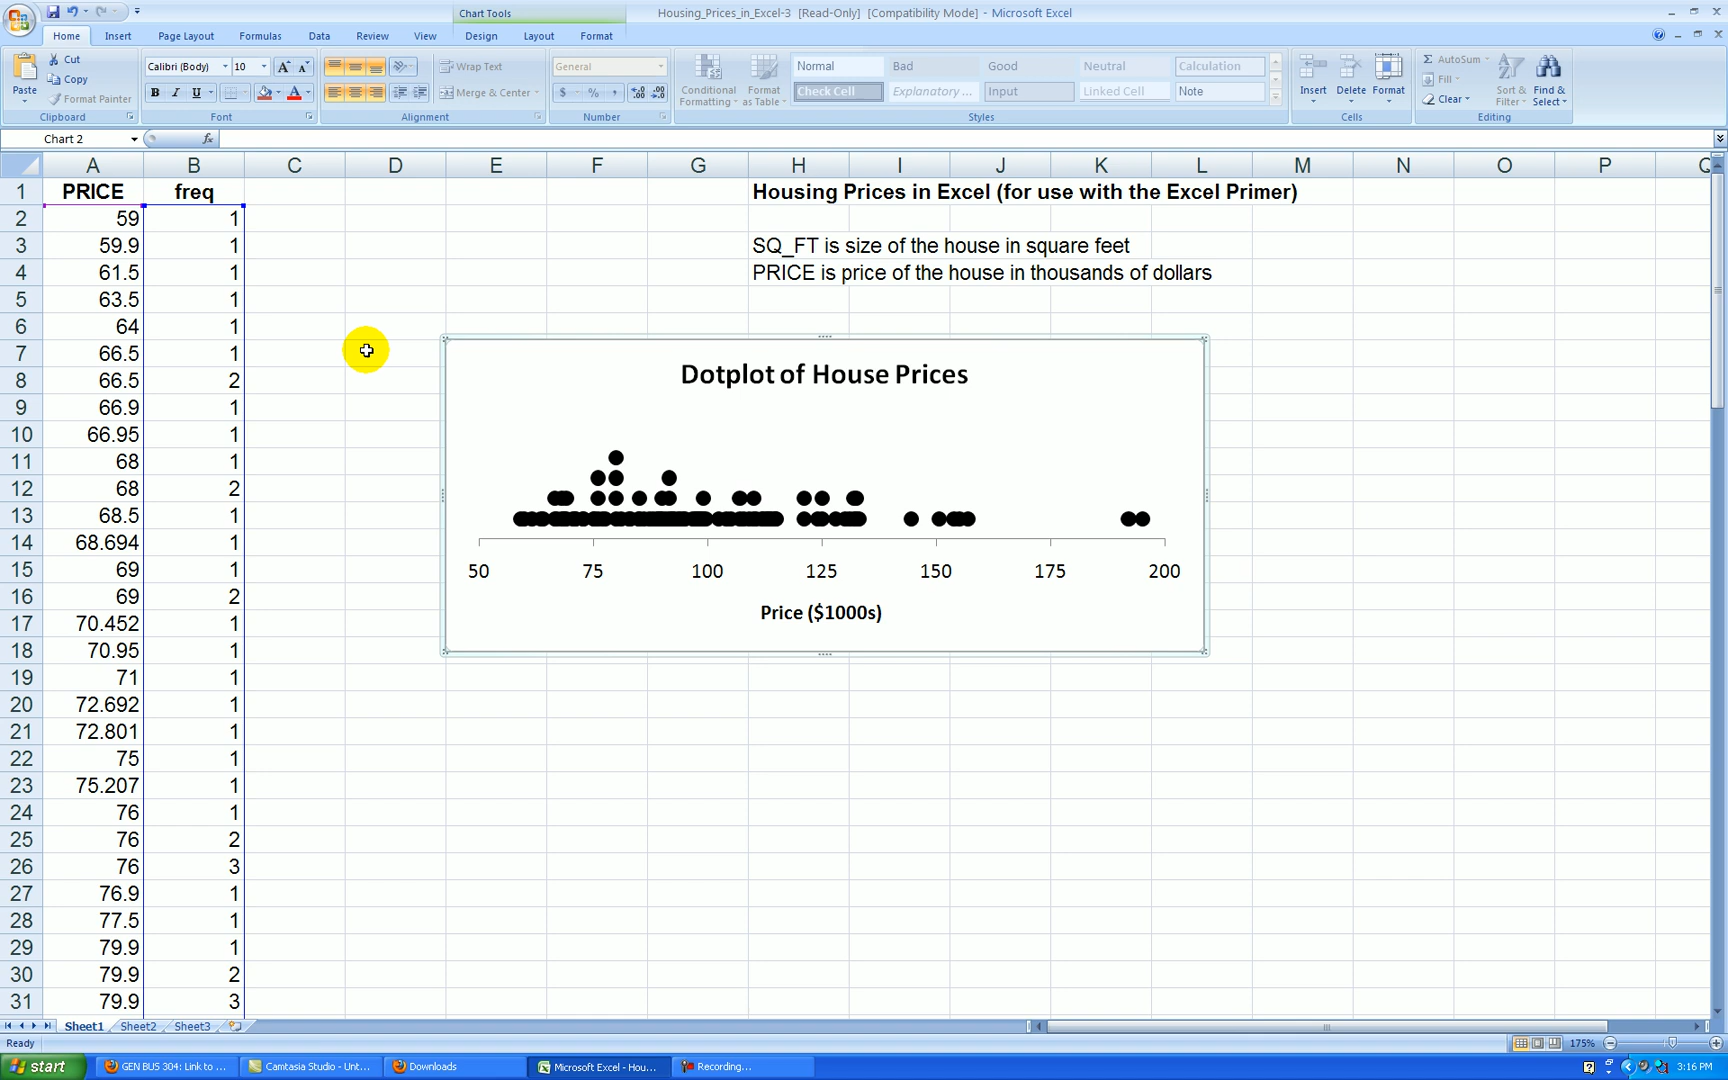 Chart Tools
Housing_Prices_in_Excel-3 [Read-Only] [Compatibility Mode] - Microsoft Excel
Home Insert Page Layout Formulas Data Review View Design Layout Format
Cut
Copy
Format Painter
Paste
Clipboard
Calibri (Body) 10
B I U
Font
Wrap Text
Merge & Center
Alignment
General
$ % ,
Number
Conditional Formatting
Format as Table
Normal Bad Good Neutral Calculation
Check Cell Explanatory ... Input Linked Cell Note
Styles
Insert Delete Format
Cells
Σ AutoSum
Fill
Clear
Sort & Filter
Find & Select
Editing
Chart 2 fx
A B C D E F G H I J K L M N O P Q
1 PRICE freq Housing Prices in Excel (for use with the Excel Primer)
2 59 1
3 59.9 1 SQ_FT is size of the house in square feet
4 61.5 1 PRICE is price of the house in thousands of dollars
5 63.5 1
6 64 1
7 66.5 1
8 66.5 2
9 66.9 1
10 66.95 1
11 68 1
12 68 2
13 68.5 1
14 68.694 1
15 69 1
16 69 2
17 70.452 1
18 70.95 1
19 71 1
20 72.692 1
21 72.801 1
22 75 1
23 75.207 1
24 76 1
25 76 2
26 76 3
27 76.9 1
28 77.5 1
29 79.9 1
30 79.9 2
31 79.9 3
Dotplot of House Prices
50 75 100 125 150 175 200
Price ($1000s)
Sheet1 Sheet2 Sheet3
Ready 175%
start GEN BUS 304: Link to ... Camtasia Studio - Unt... Downloads Microsoft Excel - Hou... Recording... 3:16 PM